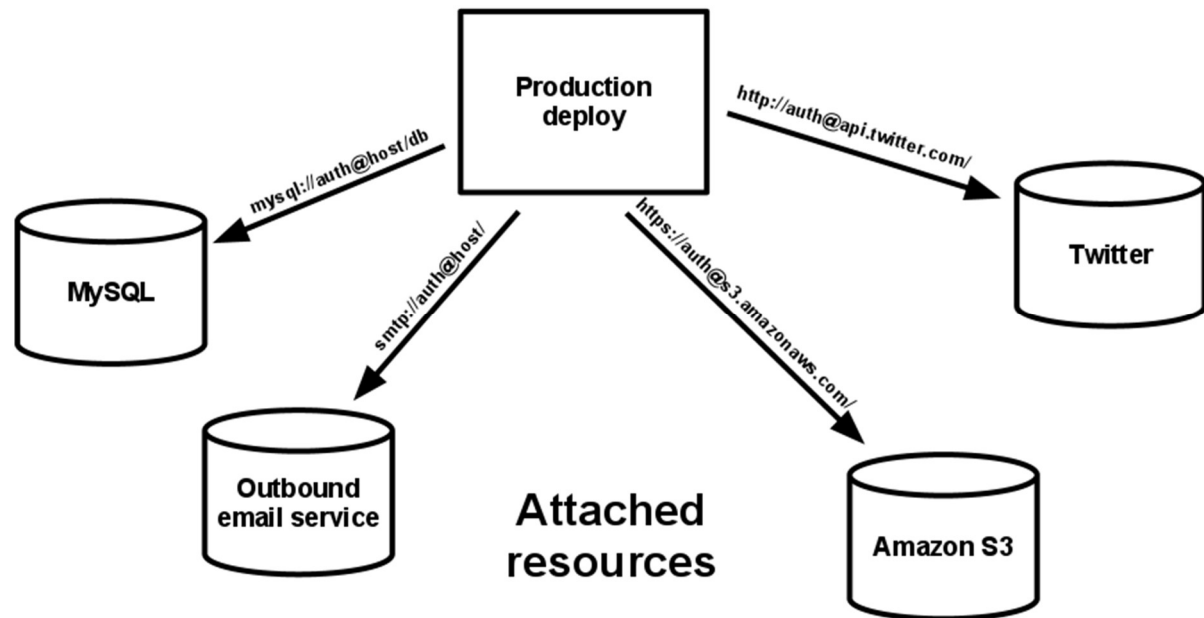 Production
deploy
mysql://auth@host/db
smtp://auth@host/
https://auth@s3.amazonaws.com/
http://auth@api.twitter.com/
MySQL
Outbound
email service
Amazon S3
Twitter
Attached
resources